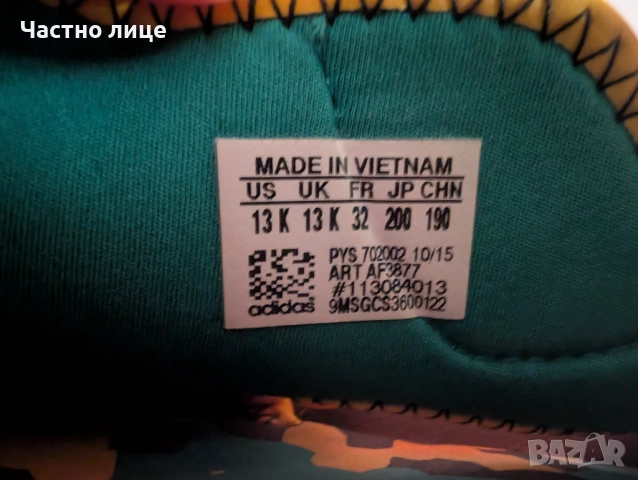 Частно лице
MADE IN VIETNAM
US UK FR JP CHN
13 K 13 K 32 200 190
PYS 702002 10/15
ART AF3877
#113084013
adidas 9MSGCS3600122
BAZAR